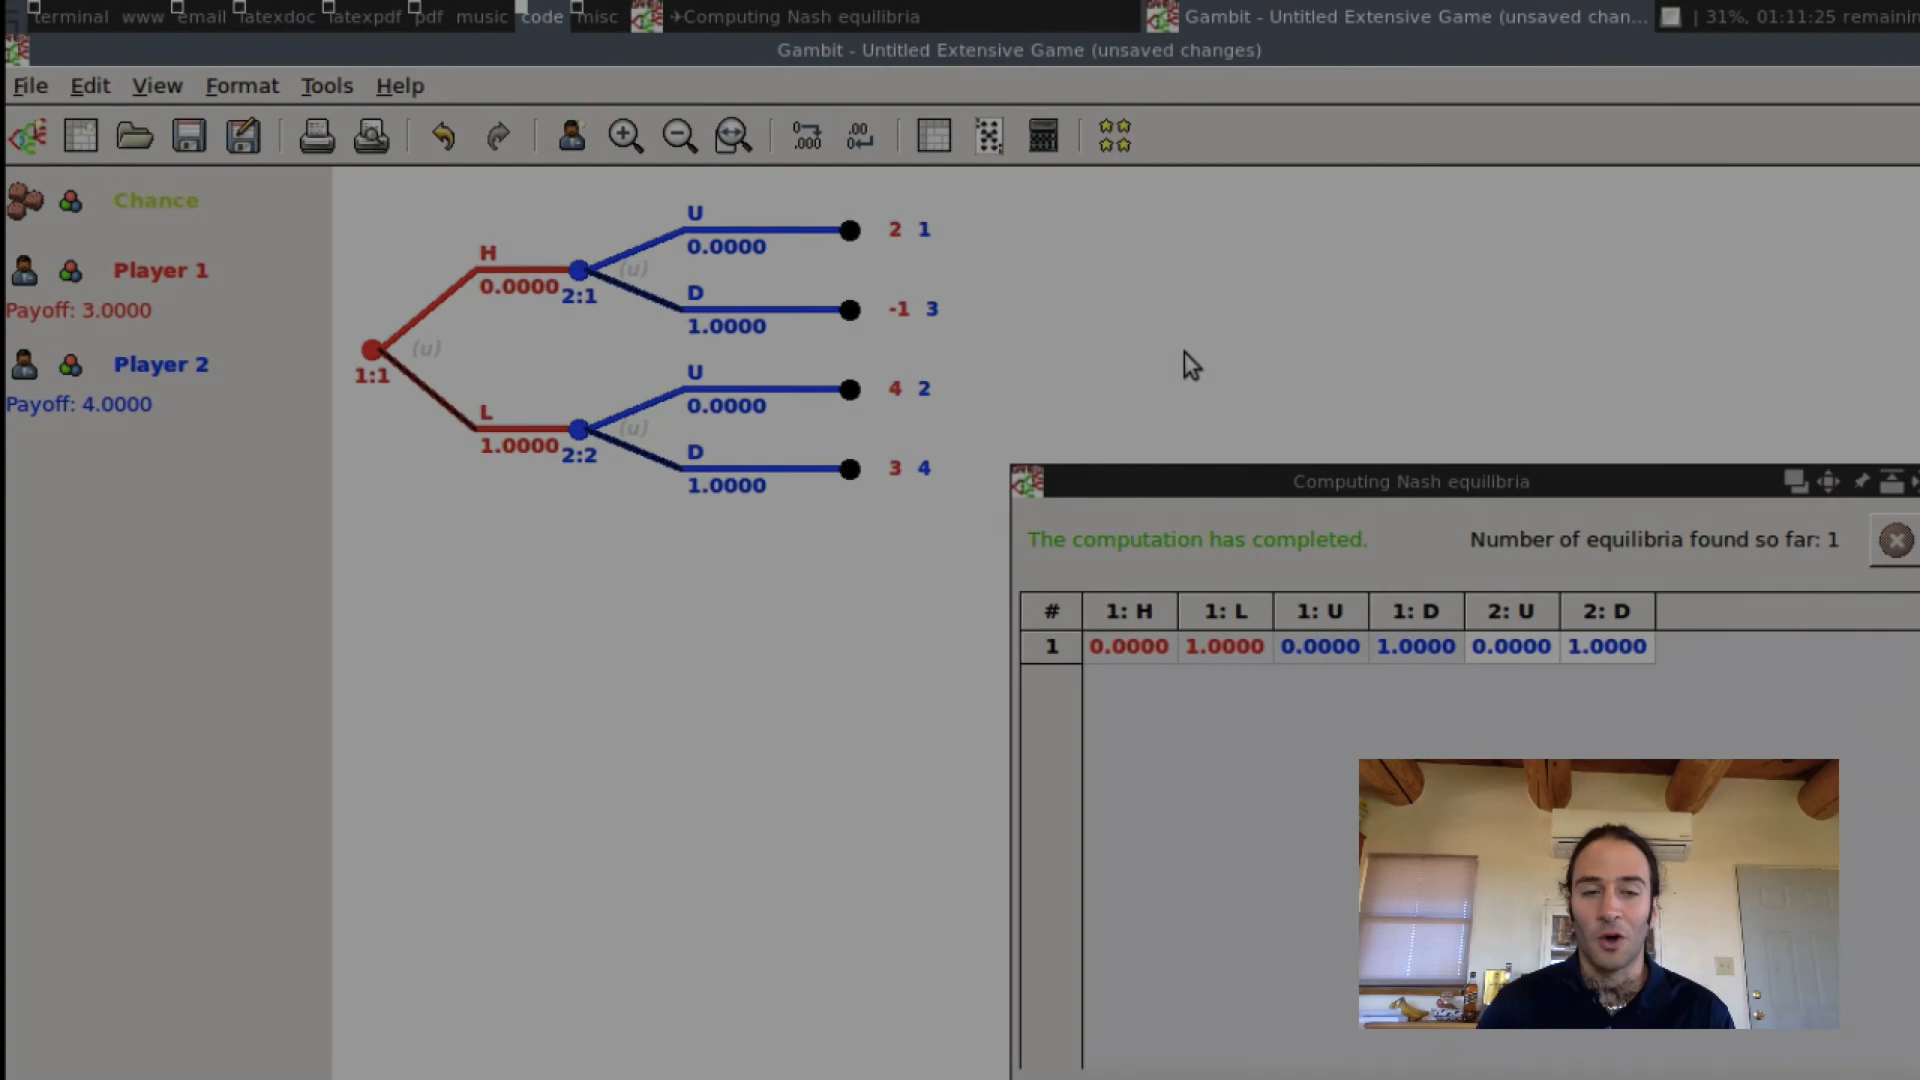 terminal www email latexdoc latexpdf pdf music code misc ✈Computing Nash equilibria Gambit - Untitled Extensive Game (unsaved chan... | 31%, 01:11:25 remainin
Gambit - Untitled Extensive Game (unsaved changes)
File Edit View Format Tools Help
.000 .00
Chance
Player 1
Payoff: 3.0000
Player 2
Payoff: 4.0000
U
0.0000
2 1
H
0.0000
2:1
(u)
D
1.0000
-1 3
1:1
(u)
U
0.0000
4 2
L
1.0000
2:2
(u)
D
1.0000
3 4
Computing Nash equilibria
The computation has completed. Number of equilibria found so far: 1
# 1: H 1: L 1: U 1: D 2: U 2: D
1 0.0000 1.0000 0.0000 1.0000 0.0000 1.0000